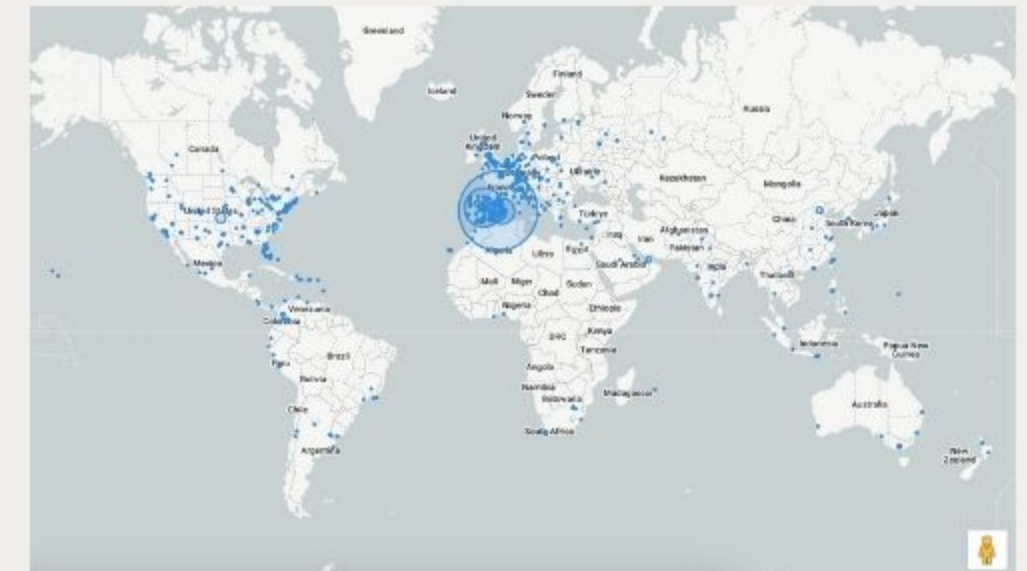 Greenland
Iceland
Finland
Sweden
Norway
Russia
United
Kingdom
Poland
Canada
Ukraine
Kazakhstan
Mongolia
United States
Türkiye
China
Japan
South Korea
Afghanistan
Iraq
Iran
Pakistan
Algeria
Libya
Egypt
Mexico
Saudi Arabia
India
Thailand
Mali
Niger
Chad
Sudan
Venezuela
Nigeria
Ethiopia
Colombia
DRC
Kenya
Indonesia
Papua New
Guinea
Tanzania
Peru
Brazil
Angola
Bolivia
Namibia
Botswana
Madagascar
Chile
Australia
South Africa
Argentina
New
Zealand